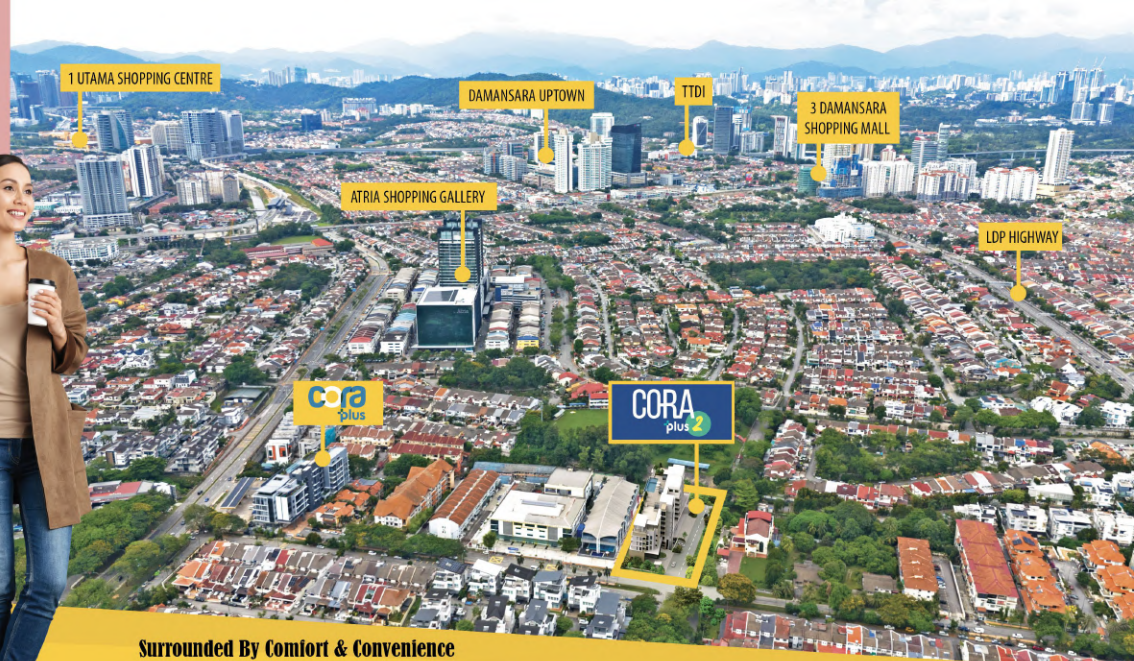 1 UTAMA SHOPPING CENTRE
DAMANSARA UPTOWN
TTDI
3 DAMANSARA
SHOPPING MALL
ATRIA SHOPPING GALLERY
LDP HIGHWAY
cora
plus
CORA
plus 2
Surrounded By Comfort & Convenience